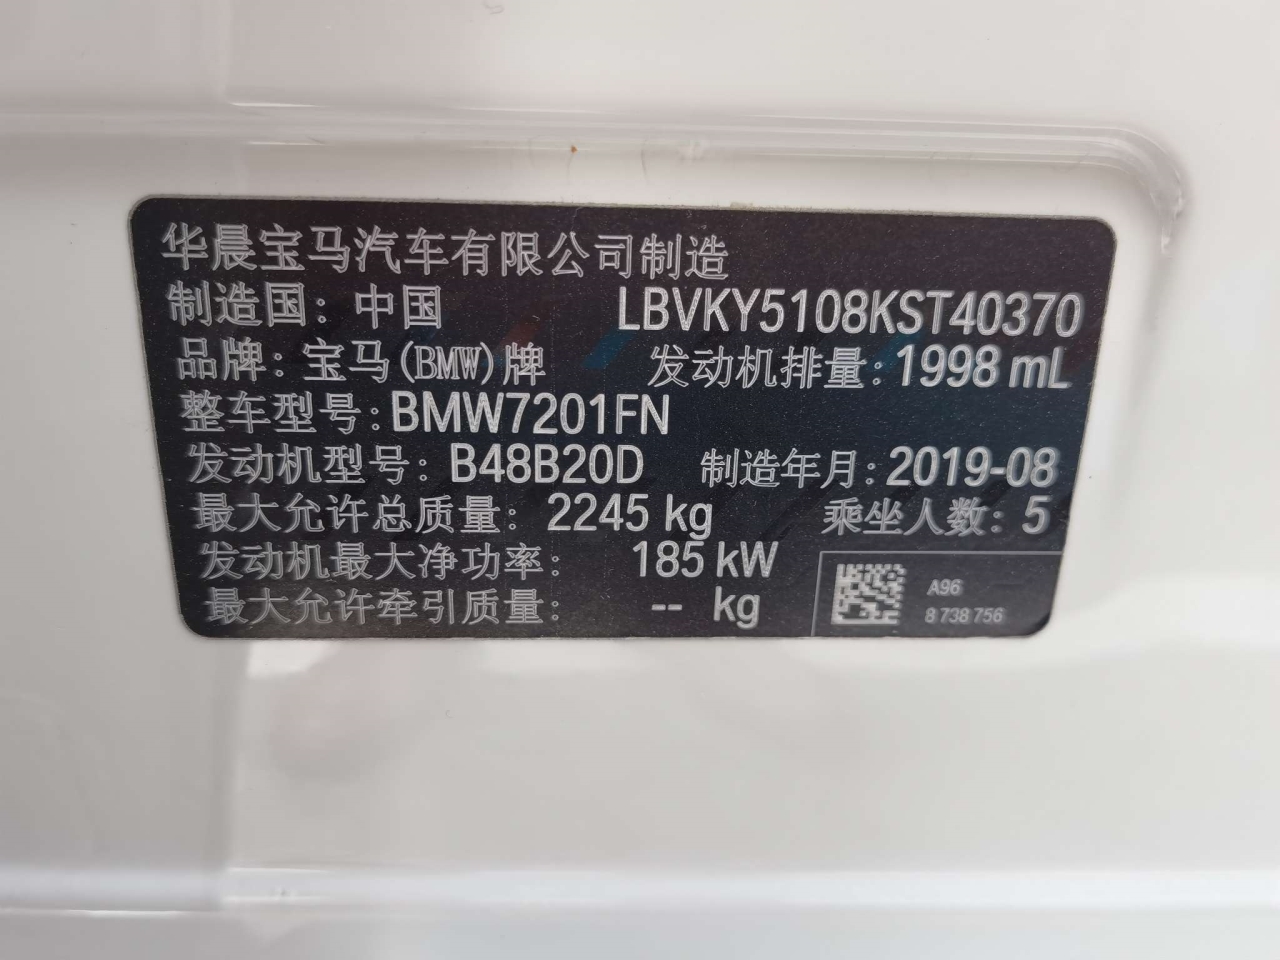 华晨宝马汽车有限公司制造
制造国：中国 LBVKY5108KST40370
品牌：宝马(BMW)牌 发动机排量：1998 mL
整车型号：BMW7201FN
发动机型号：B48B20D 制造年月：2019-08
最大允许总质量：2245 kg 乘坐人数：5
发动机最大净功率：185 kW
最大允许牵引质量：-- kg
A96
8 738 756